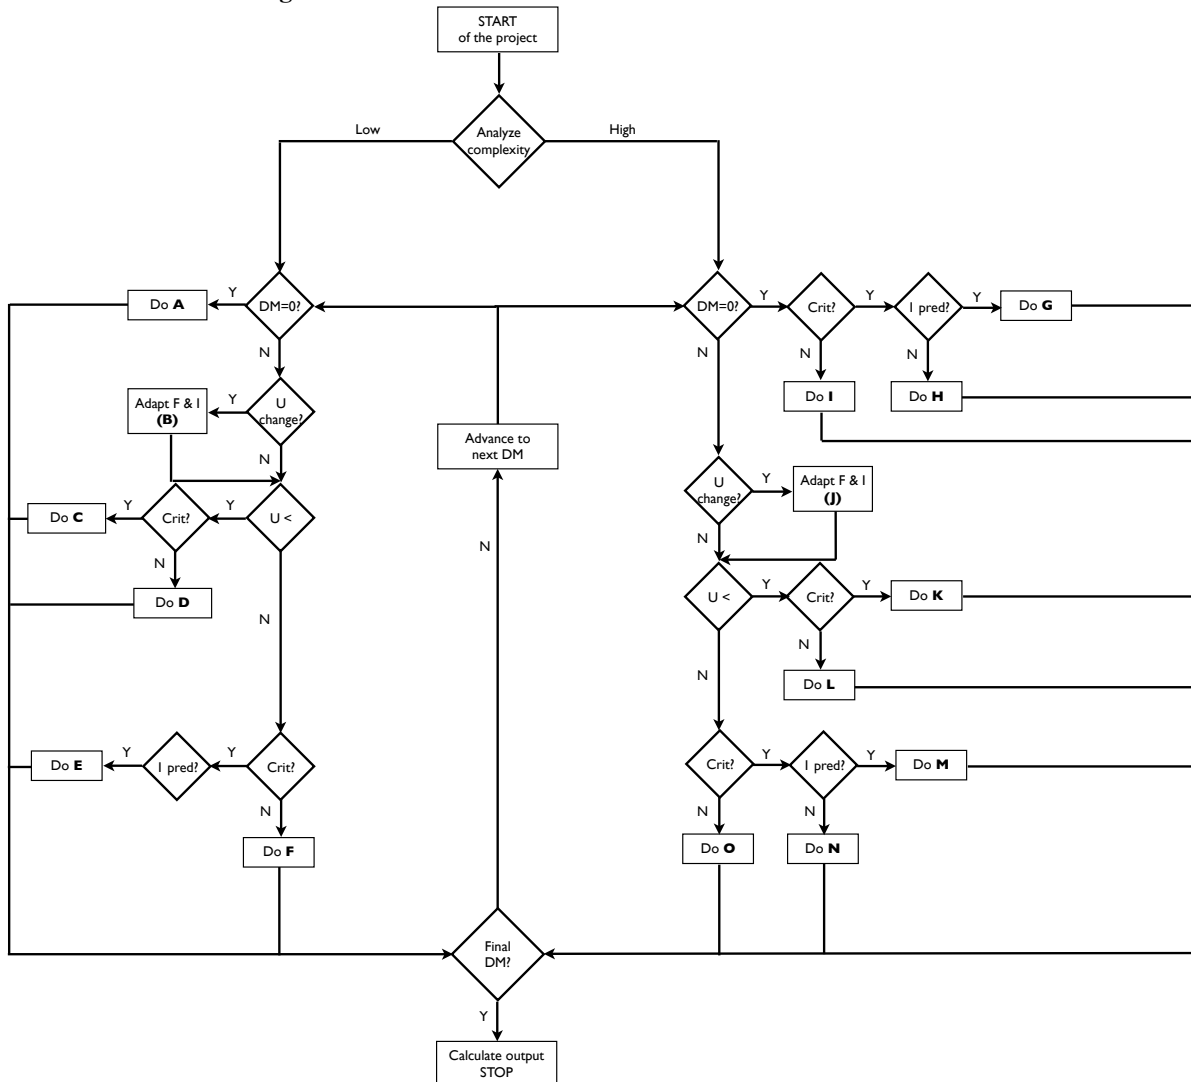 START
of the project
Analyze
complexity
Low
High
Do A
Y
DM=0?
DM=0?
Y
Crit?
Y
I pred?
Y
Do G
N
N
N
N
Do I
Do H
Adapt F & I
(B)
Y
U
change?
N
Advance to
next DM
U
change?
Y
Adapt F & I
(J)
N
Do C
Y
Crit?
Y
U <
N
N
Do D
N
U <
Y
Crit?
Y
Do K
N
N
Do L
Do E
Y
I pred?
Y
Crit?
N
Do F
Crit?
Y
I pred?
Y
Do M
N
N
Do O
Do N
Final
DM?
Y
Calculate output
STOP